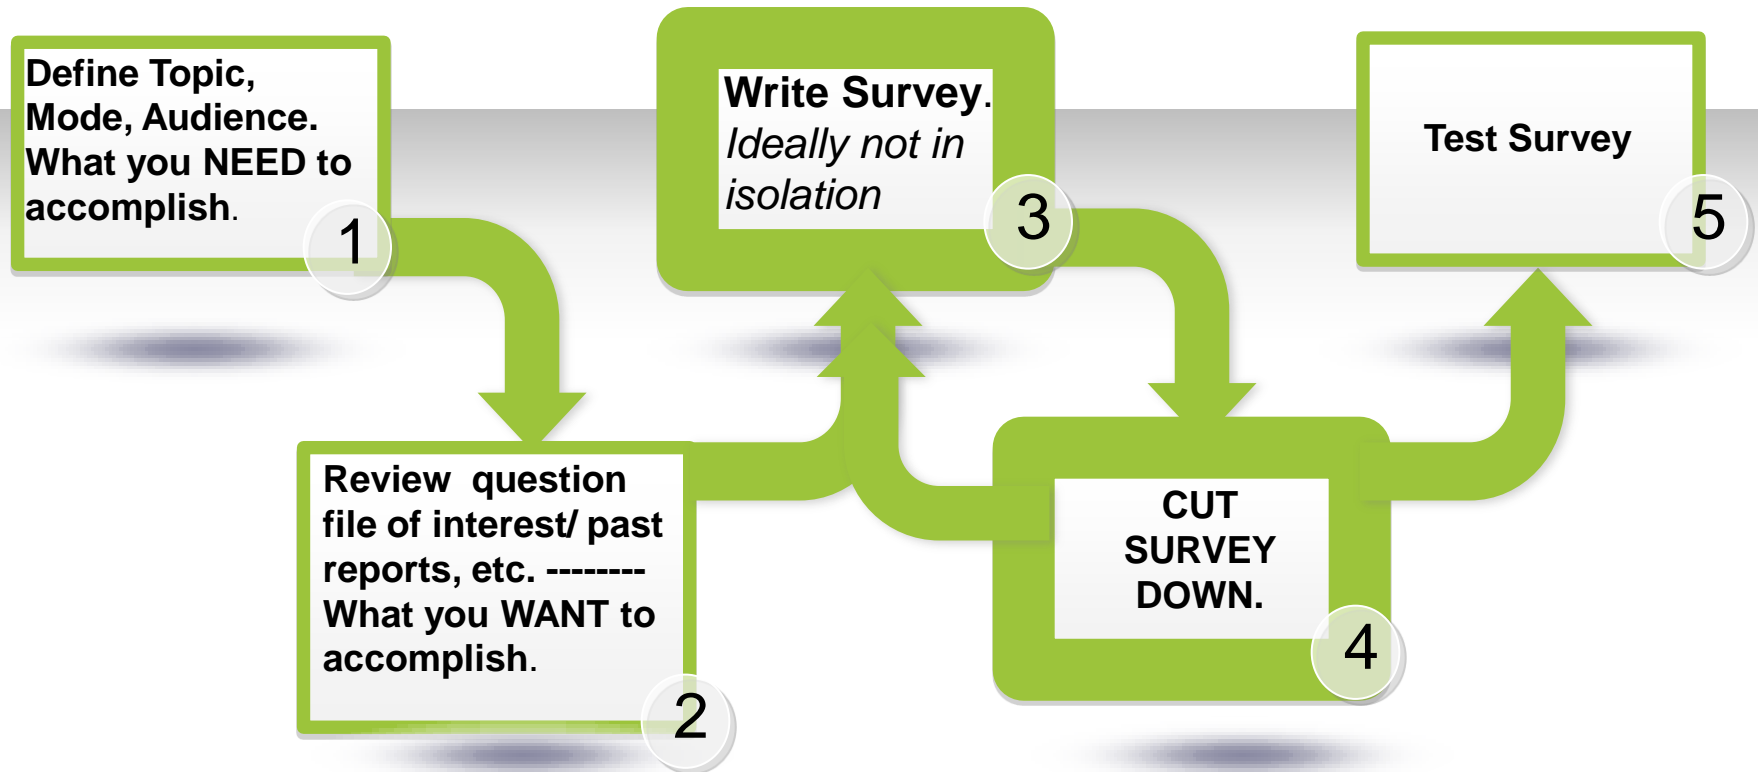 Define Topic,
Mode, Audience.
What you NEED to
accomplish.
1
Review question
file of interest/ past
reports, etc. --------
What you WANT to
accomplish.
2
Write Survey.
Ideally not in
isolation
3
CUT
SURVEY
DOWN.
4
Test Survey
5